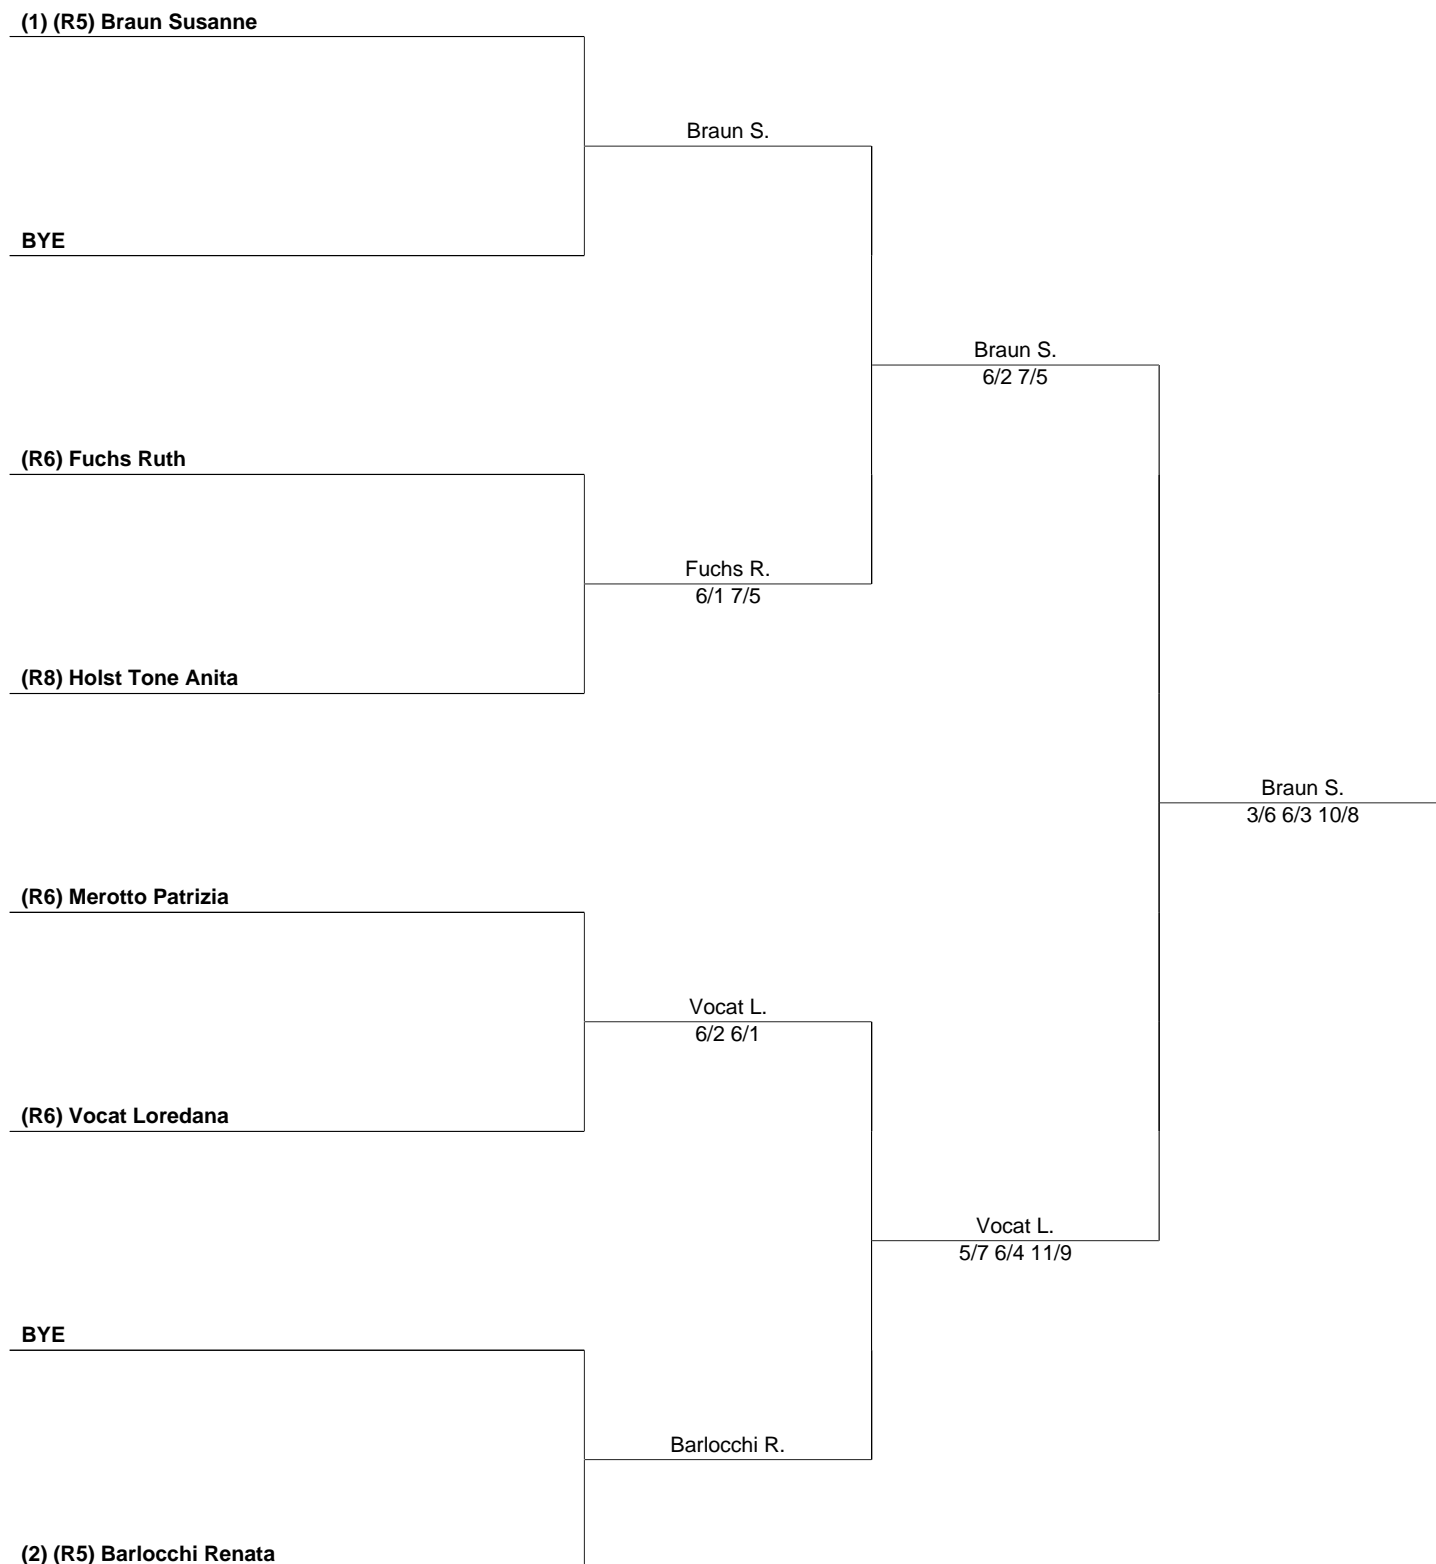 (1) (R5) Braun Susanne
Braun S.
BYE
Braun S.
6/2 7/5
(R6) Fuchs Ruth
Fuchs R.
6/1 7/5
(R8) Holst Tone Anita
Braun S.
3/6 6/3 10/8
(R6) Merotto Patrizia
Vocat L.
6/2 6/1
(R6) Vocat Loredana
Vocat L.
5/7 6/4 11/9
BYE
Barlocchi R.
(2) (R5) Barlocchi Renata